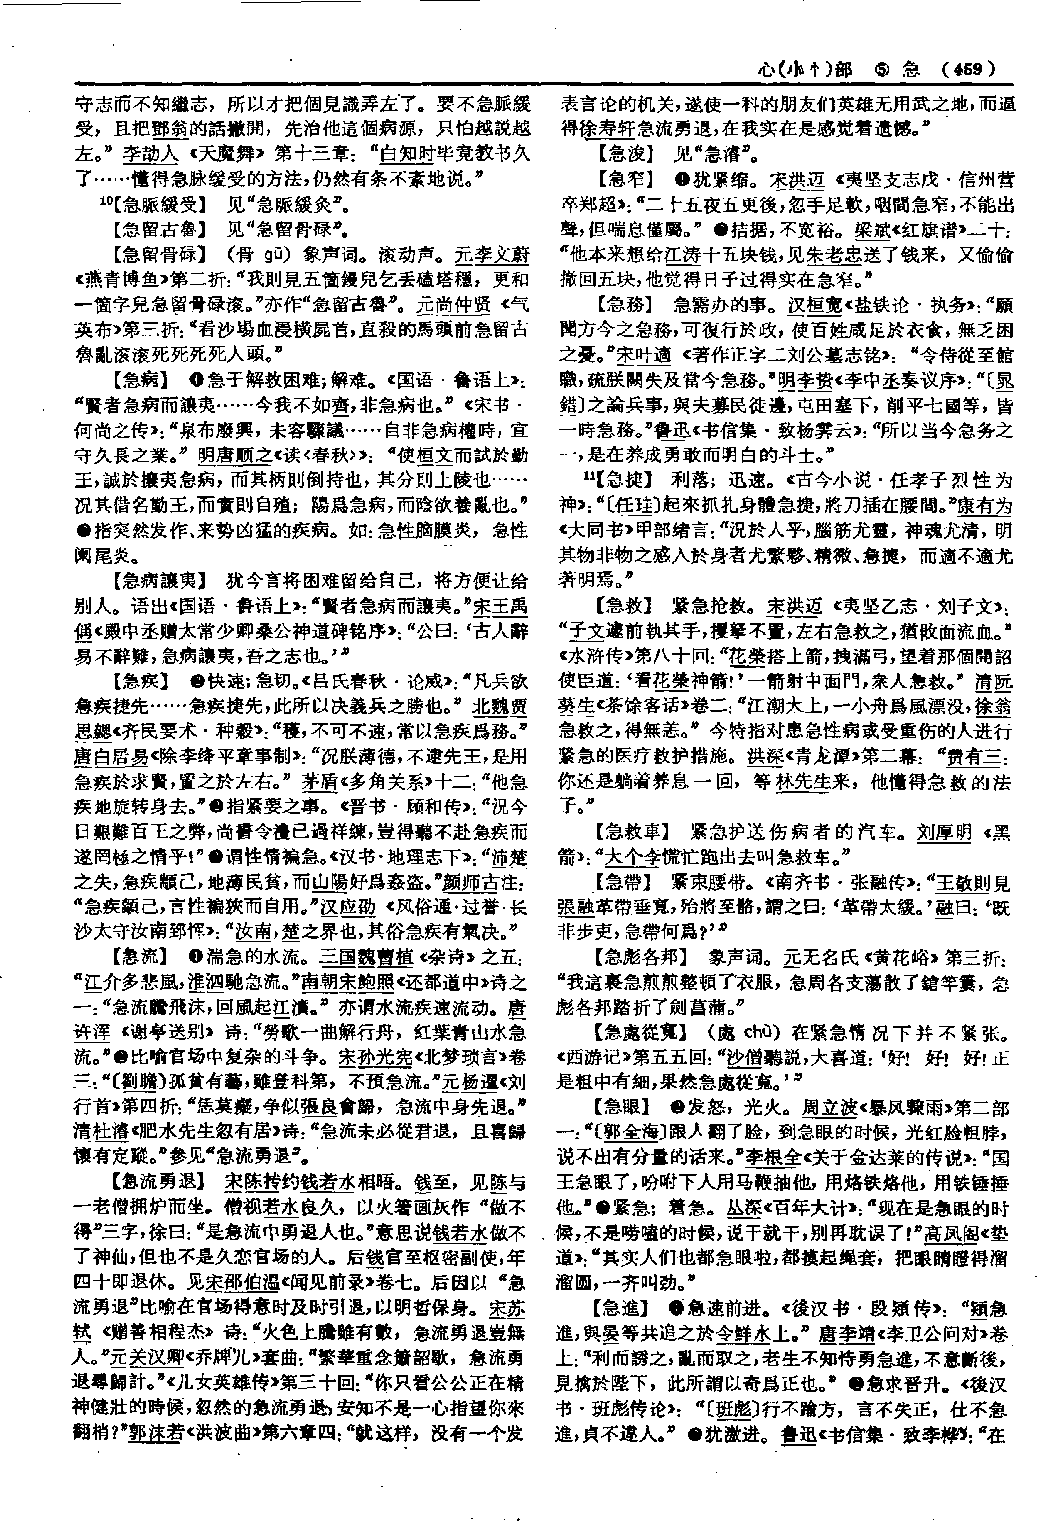 心(小忄)部 ⑤ 急 (459)
守志而不知繼志，所以才把個見識弄左了。要不急脈緩
受，且把鄧翁的話撇開，先治他這個病源，只怕越説越
左。”李劼人《天魔舞》第十三章：“白知时毕竟教书久
了……懂得急脉缓受的方法，仍然有条不紊地说。”
¹⁰【急脈緩受】 见“急脈緩灸”。
【急留古魯】 见“急留骨碌”。
【急留骨碌】 (骨 gū) 象声词。滚动声。元李文蔚
《燕青博鱼》第二折：“我則見五箇鏝兒乞丢磕塔穩，更和
一箇字兒急留骨碌滚。”亦作“急留古魯”。元尚仲贤《气
英布》第三折：“看沙場血浸横屍首，直殺的馬頭前急留古
魯亂滚滚死死死死人頭。”
【急病】 ❶急于解救困难；解难。《国语·鲁语上》：
“賢者急病而讓夷……今我不如齊，非急病也。”《宋书·
何尚之传》：“泉布廢興，未容驟議……自非急病權時，宜
守久長之業。”明唐顺之《读〈春秋〉》：“使桓文而試於勤
王，誠於攘夷急病，而其柄則倒持也，其分則上陵也……
况其借名勤王，而實則自殖；陽爲急病，而陰欲養亂也。”
❷指突然发作、来势凶猛的疾病。如：急性脑膜炎，急性
阑尾炎。
【急病讓夷】 犹今言将困难留给自己，将方便让给
别人。语出《国语·鲁语上》：“賢者急病而讓夷。”宋王禹
偁《殿中丞赠太常少卿桑公神道碑铭序》：“公曰：‘古人辭
易不辭難，急病讓夷，吾之志也。’”
【急疾】 ❶快速；急切。《吕氏春秋·论威》：“凡兵欲
急疾捷先……急疾捷先，此所以决義兵之勝也。”北魏贾
思勰《齐民要术·种穀》：“穫，不可不速，常以急疾爲務。”
唐白居易《除李绛平章事制》：“况朕薄德，不逮先王，是用
急疾於求賢，置之於左右。”茅盾《多角关系》十二：“他急
疾地旋转身去。”❷指紧要之事。《晋书·顾和传》：“況今
日艱難百王之弊，尚書令禮已過祥練，豈得聽不赴急疾而
遂罔極之情乎！”❸谓性情褊急。《汉书·地理志下》：“沛楚
之失，急疾顓己，地薄民貧，而山陽好爲姦盗。”颜师古注：
“急疾顓己，言性褊狹而自用。”汉应劭《风俗通·过誉·长
沙太守汝南郅恽》：“汝南，楚之界也，其俗急疾有氣决。”
【急流】 ❶湍急的水流。三国魏曹植《杂诗》之五：
“江介多悲風，淮泗馳急流。”南朝宋鲍照《还都道中》诗之
一：“急流騰飛沫，回風起江濆。”亦谓水流疾速流动。唐
许浑《谢亭送别》诗：“勞歌一曲解行舟，紅葉青山水急
流。”❷比喻官场中复杂的斗争。宋孙光宪《北梦琐言》卷
三：“〔劉瞻〕孤貧有藝，雖登科第，不預急流。”元杨暹《刘
行首》第四折：“恁莫癡，争似張良會歸，急流中身先退。”
清杜濬《肥水先生忽有居》诗：“急流未必從君退，且喜歸
懷有定蹤。”参见“急流勇退”。
【急流勇退】 宋陈抟约钱若水相晤。钱至，见陈与
一老僧拥炉而坐。僧视若水良久，以火箸画灰作“做不
得”三字，徐曰：“是急流中勇退人也。”意思说钱若水做不
了神仙，但也不是久恋官场的人。后钱官至枢密副使，年
四十即退休。见宋邵伯温《闻见前录》卷七。后因以“急
流勇退”比喻在官场得意时及时引退，以明哲保身。宋苏
轼《赠善相程杰》诗：“火色上騰雖有數，急流勇退豈無
人。”元关汉卿《乔牌儿》套曲：“繁華重念簫韶歇，急流勇
退尋歸計。”《儿女英雄传》第三十回：“你只看公公正在精
神健壯的時候，忽然的急流勇退，安知不是一心指望你來
翻梢？”郭沫若《洪波曲》第六章四：“就这样，没有一个发
表言论的机关，遂使一科的朋友们英雄无用武之地，而逼
得徐寿轩急流勇退，在我实在是感觉着遗憾。”
【急浚】 见“急濬”。
【急窄】 ❶犹紧缩。宋洪迈《夷坚支志戊·信州营
卒郑超》：“二十五夜五更後，忽手足軟，咽間急窄，不能出
聲，但喘息僅屬。”❷拮据，不宽裕。梁斌《红旗谱》二十：
“他本来想给江涛十五块钱，见朱老忠送了钱来，又偷偷
撤回五块，他觉得日子过得实在急窄。”
【急務】 急需办的事。汉桓宽《盐铁论·执务》：“願
聞方今之急務，可復行於政，使百姓咸足於衣食，無乏困
之憂。”宋叶適《著作正字二刘公墓志铭》：“令侍從至館
職，疏朕闕失及當今急務。”明李贽《李中丞奏议序》：“〔晁
錯〕之論兵事，與夫募民徙邊，屯田塞下，削平七國等，皆
一時急務。”鲁迅《书信集·致杨霁云》：“所以当今急务之
一，是在养成勇敢而明白的斗士。”
¹¹【急捷】 利落；迅速。《古今小说·任孝子烈性为
神》：“〔任珪〕起來抓扎身體急捷，將刀插在腰間。”康有为
《大同书》甲部绪言：“況於人乎，腦筋尤靈，神魂尤清，明
其物非物之感入於身者尤繁夥、精微、急捷，而適不適尤
著明焉。”
【急救】 紧急抢救。宋洪迈《夷坚乙志·刘子文》：
“子文遽前執其手，攫拏不置，左右急救之，猶敗面流血。”
《水浒传》第八十回：“花榮搭上箭，拽滿弓，望着那個開詔
使臣道：‘看花榮神箭！’一箭射中面門，衆人急救。”清阮
葵生《茶馀客话》卷二：“江潮大上，一小舟爲風漂没，徐翁
急救之，得無恙。”今特指对患急性病或受重伤的人进行
紧急的医疗救护措施。洪深《青龙潭》第二幕：“费有三：
你还是躺着养息一回，等林先生来，他懂得急救的法
子。”
【急救車】 紧急护送伤病者的汽车。刘厚明《黑
箭》：“大个李慌忙跑出去叫急救车。”
【急帶】 紧束腰带。《南齐书·张融传》：“王敬則見
張融革帶垂寬，殆將至骼，謂之曰：‘革帶太緩。’融曰：‘既
非步吏，急帶何爲？’”
【急彪各邦】 象声词。元无名氏《黄花峪》第三折：
“我這裏急煎煎整頓了衣服，急周各支蕩散了鎗竿簍，急
彪各邦踏折了劍菖蒲。”
【急處從寬】 (處 chù) 在紧急情况下并不紧张。
《西游记》第五五回：“沙僧聽説，大喜道：‘好！好！好！正
是粗中有細，果然急處從寬。’”
【急眼】 ❶发怒，光火。周立波《暴风骤雨》第二部
一：“〔郭全海〕跟人翻了脸，到急眼的时候，光红脸粗脖，
说不出有分量的话来。”李根全《关于金达莱的传说》：“国
王急眼了，吩咐下人用马鞭抽他，用烙铁烙他，用铁锤捶
他。”❷紧急；着急。丛深《百年大计》：“现在是急眼的时
候，不是唠嗑的时候，说干就干，别再耽误了！”高凤阁《垫
道》：“其实人们也都急眼啦，都摸起绳套，把眼睛瞪得溜
溜圆，一齐叫劲。”
【急進】 ❶急速前进。《後汉书·段颎传》：“熲急
進，與晏等共追之於令鮮水上。”唐李靖《李卫公问对》卷
上：“利而誘之，亂而取之，老生不知恃勇急進，不意斷後，
見擒於陛下，此所謂以奇爲正也。”❷急求晋升。《後汉
书·班彪传论》：“〔班彪〕行不踰方，言不失正，仕不急
進，貞不違人。”❸犹激进。鲁迅《书信集·致李桦》：“在